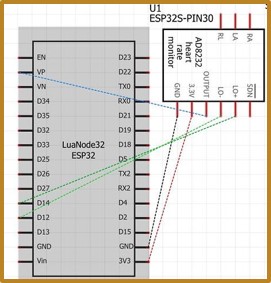 U1
ESP32S-PIN30
RL
LA
RA
AD8232
heart
rate
monitor
GND
3.3V
OUTPUT
LO-
LO+
SDN
EN
VP
VN
D34
D35
D32
D33
D25
D26
D27
D14
D12
D13
GND
Vin
LuaNode32
ESP32
D23
D22
TX0
RX0
D21
D19
D18
D5
TX2
RX2
D4
D2
D15
GND
3V3